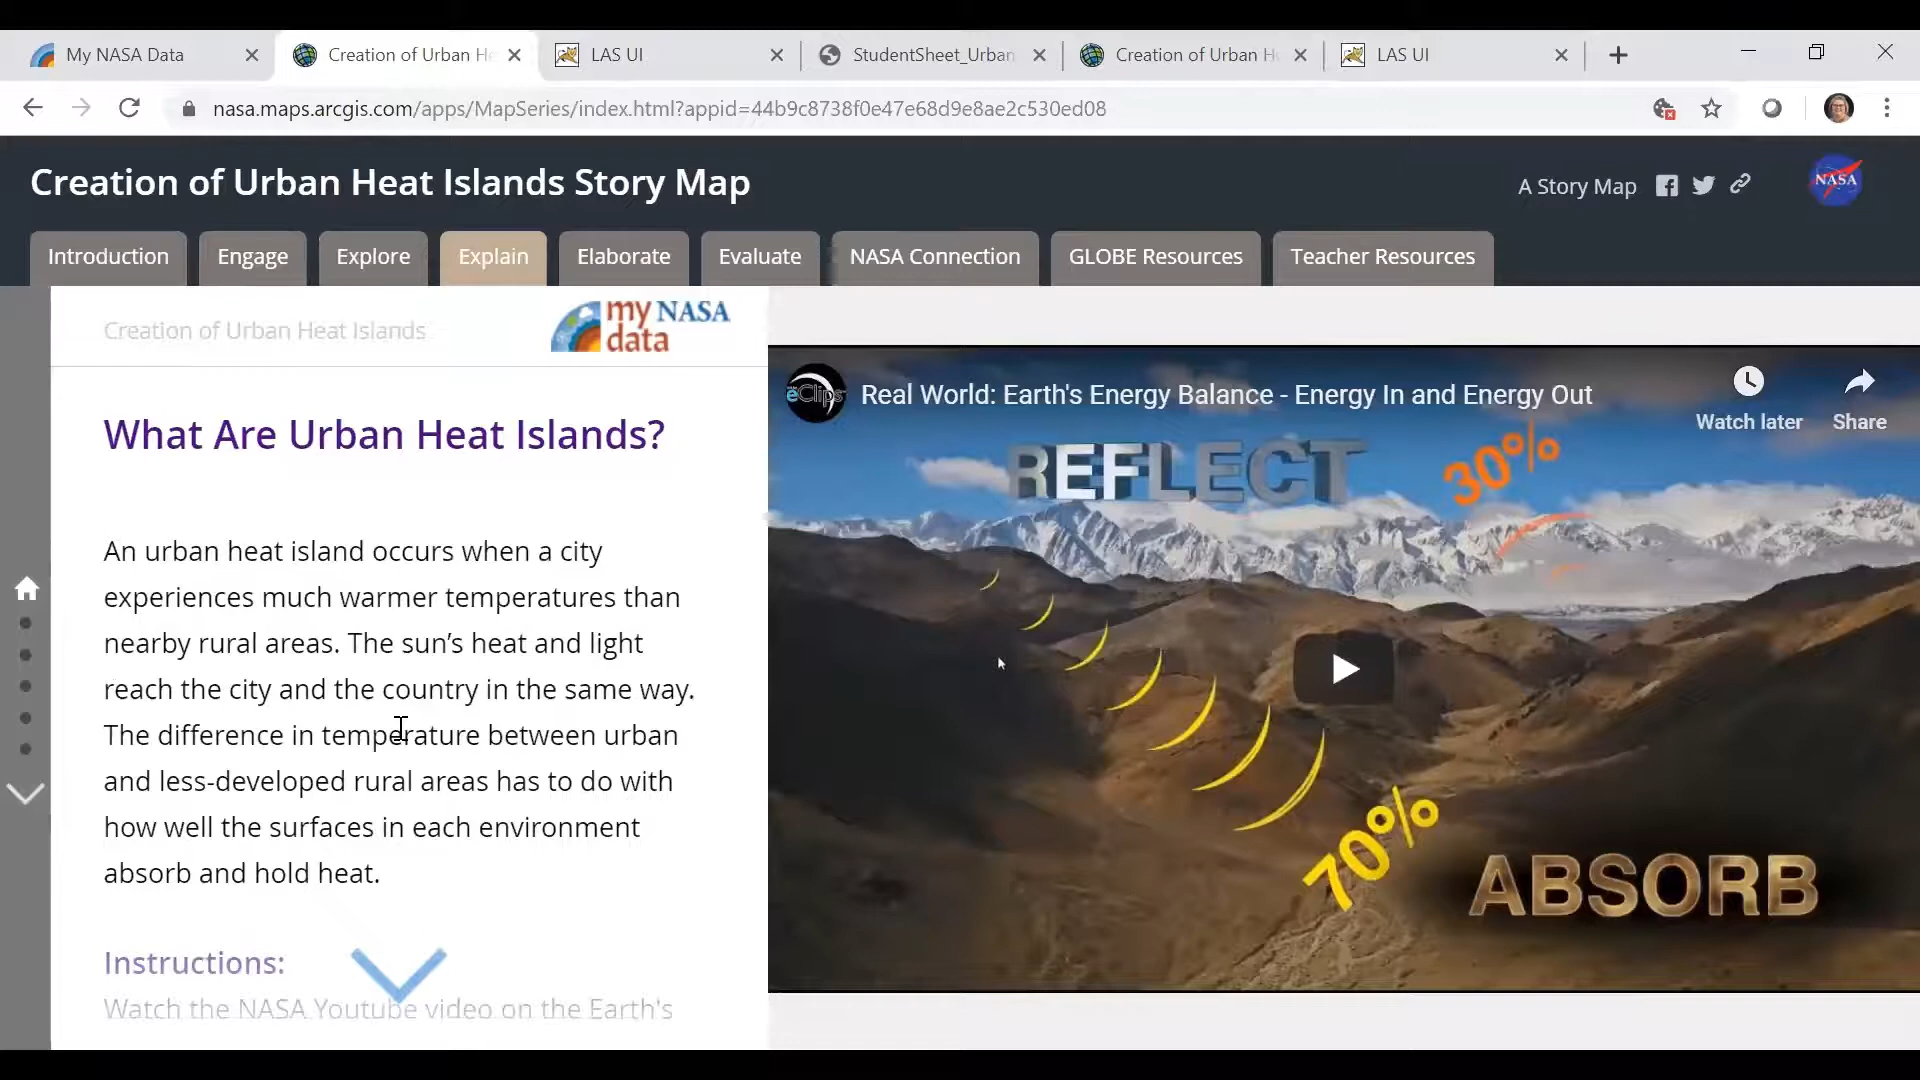 My NASA Data
Creation of Urban He
LAS UI
StudentSheet_Urban
Creation of Urban H
LAS UI
nasa.maps.arcgis.com/apps/MapSeries/index.html?appid=44b9c8738f0e47e68d9e8ae2c530ed08
Creation of Urban Heat Islands Story Map
A Story Map
NASA
Introduction
Engage
Explore
Explain
Elaborate
Evaluate
NASA Connection
GLOBE Resources
Teacher Resources
Creation of Urban Heat Islands
my NASA
data
What Are Urban Heat Islands?
An urban heat island occurs when a city
experiences much warmer temperatures than
nearby rural areas. The sun’s heat and light
reach the city and the country in the same way.
The difference in temperature between urban
and less-developed rural areas has to do with
how well the surfaces in each environment
absorb and hold heat.
Instructions:
Watch the NASA Youtube video on the Earth's
eClips
Real World: Earth's Energy Balance - Energy In and Energy Out
Watch later
Share
REFLECT
30%
70%
ABSORB